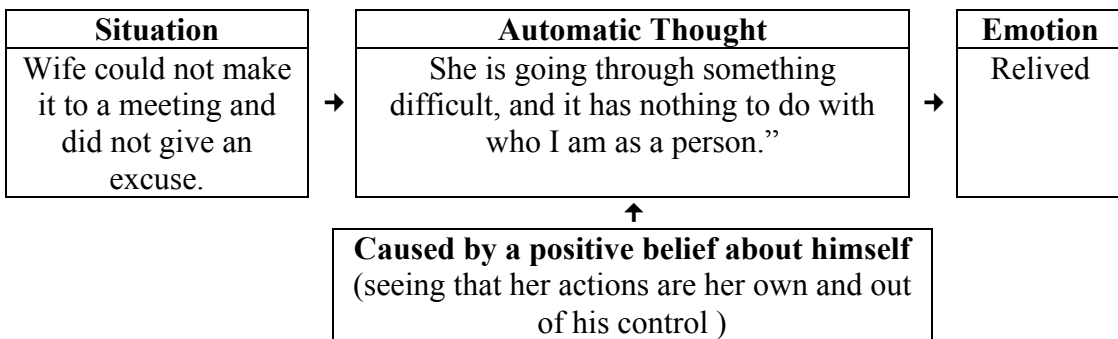 Situation
Wife could not make
it to a meeting and
did not give an
excuse.
Automatic Thought
She is going through something
difficult, and it has nothing to do with
who I am as a person.”
Emotion
Relived
Caused by a positive belief about himself
(seeing that her actions are her own and out
of his control )